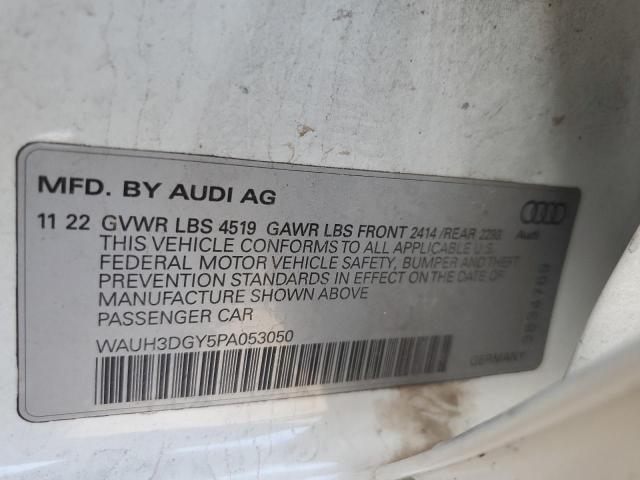 MFD. BY AUDI AG
11 22 GVWR LBS 4519 GAWR LBS FRONT 2414 /REAR
THIS VEHICLE CONFORMS TO ALL APPLICABLE U.S.
FEDERAL MOTOR VEHICLE SAFETY, BUMPER AND THEFT
PREVENTION STANDARDS IN EFFECT ON THE DATE OF
MANUFACTURE SHOWN ABOVE
PASSENGER CAR
WAUH3DGY5PA053050
Audi
3894769